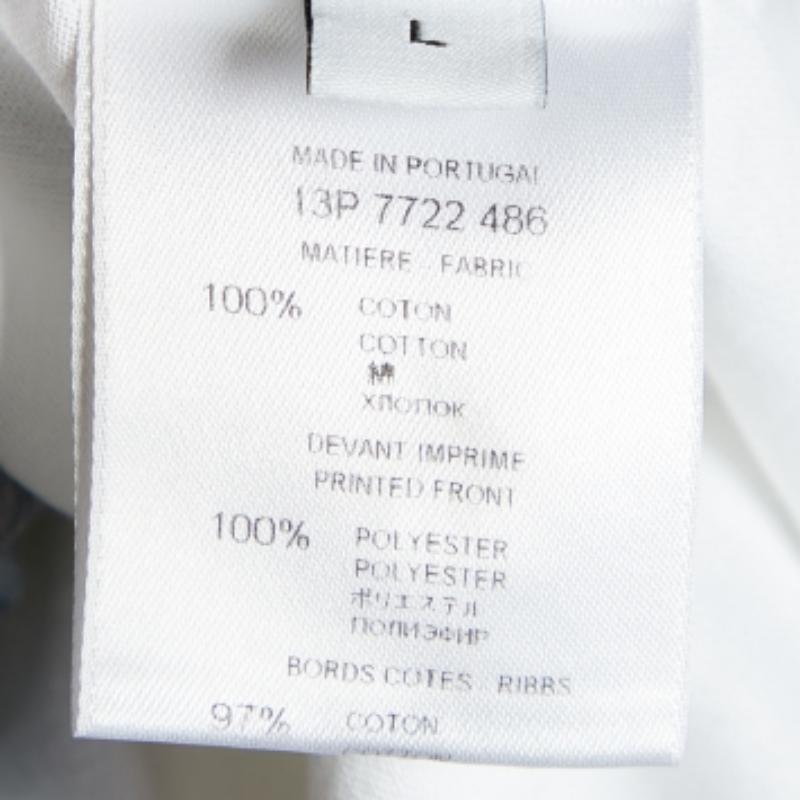 L
MADE IN PORTUGAL
13P 7722 486
MATIERE - FABRIC
100% COTON
COTTON
綿
ХЛОПОК
DEVANT IMPRIME
PRINTED FRONT
100% POLYESTER
POLYESTER
ポリエステル
ПОЛИЭФИР
BORDS COTES - RIBBS
97% COTON